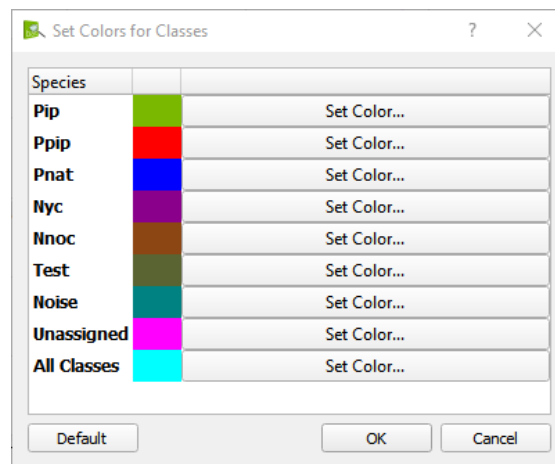 Set Colors for Classes ?
Species
Pip Set Color...
Ppip Set Color...
Pnat Set Color...
Nyc Set Color...
Nnoc Set Color...
Test Set Color...
Noise Set Color...
Unassigned Set Color...
All Classes Set Color...
Default OK Cancel